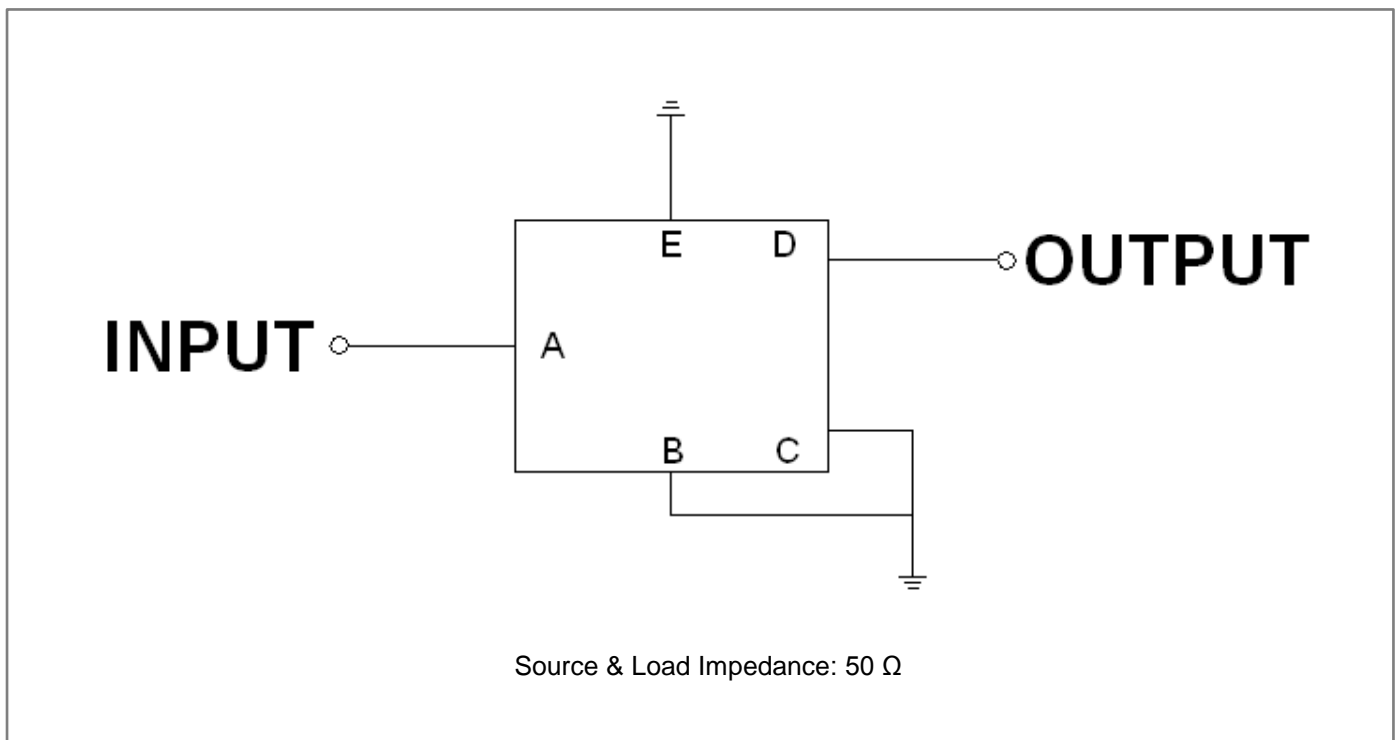 E D
OUTPUT
INPUT
A
B C
Source & Load Impedance: 50 Ω